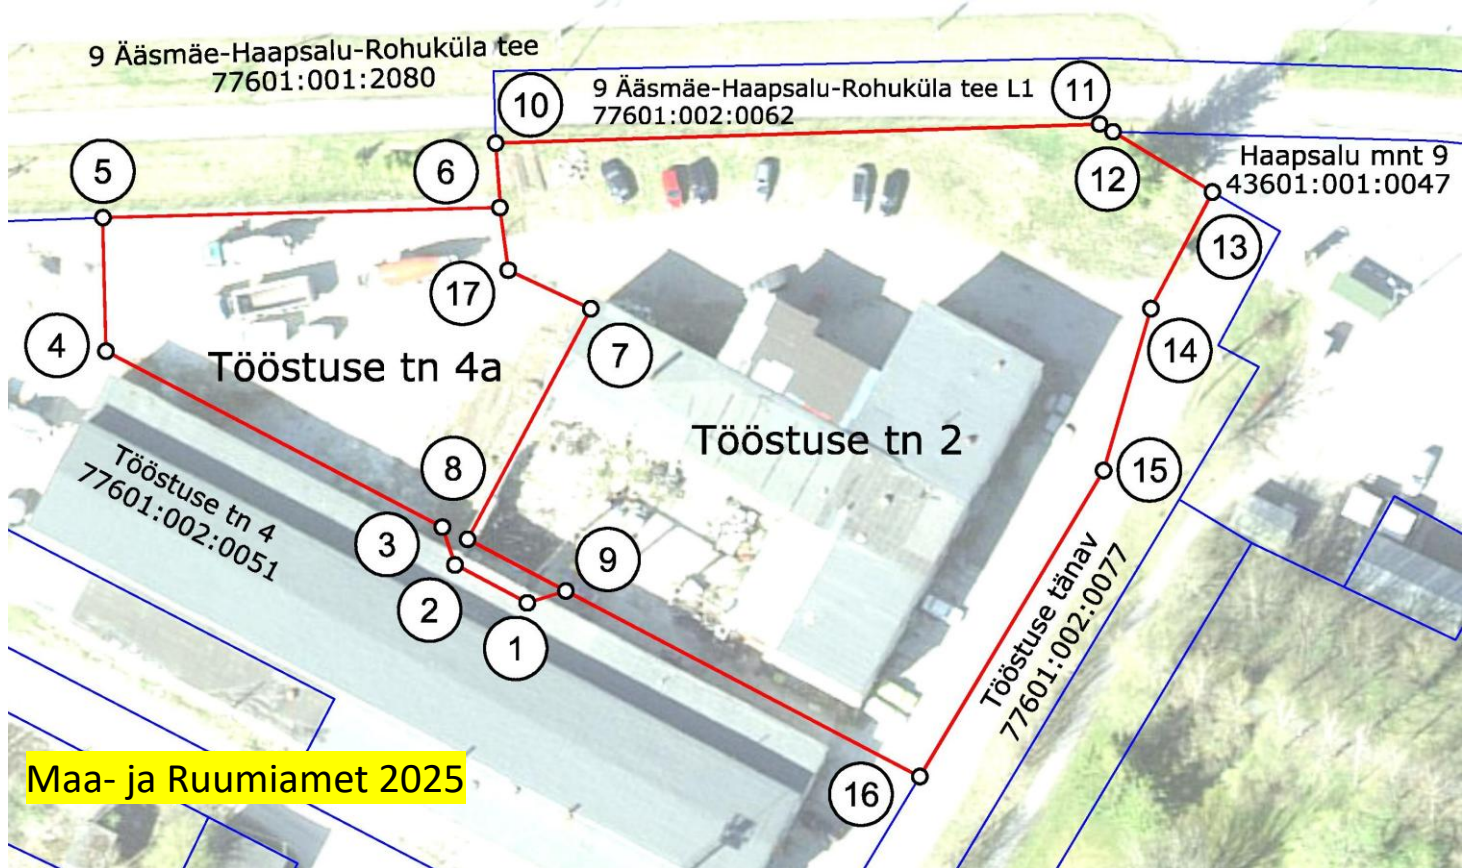 9 Ääsmäe-Haapsalu-Rohuküla tee
77601:001:2080
10
9 Ääsmäe-Haapsalu-Rohuküla tee L1
77601:002:0062
11
5
6
12
Haapsalu mnt 9
43601:001:0047
13
17
4
7
14
Tööstuse tn 4a
Tööstuse tn 2
8
15
Tööstuse tn 4
77601:002:0051
3
9
2
1
Tööstuse tänav
77601:002:0077
16
Maa- ja Ruumiamet 2025